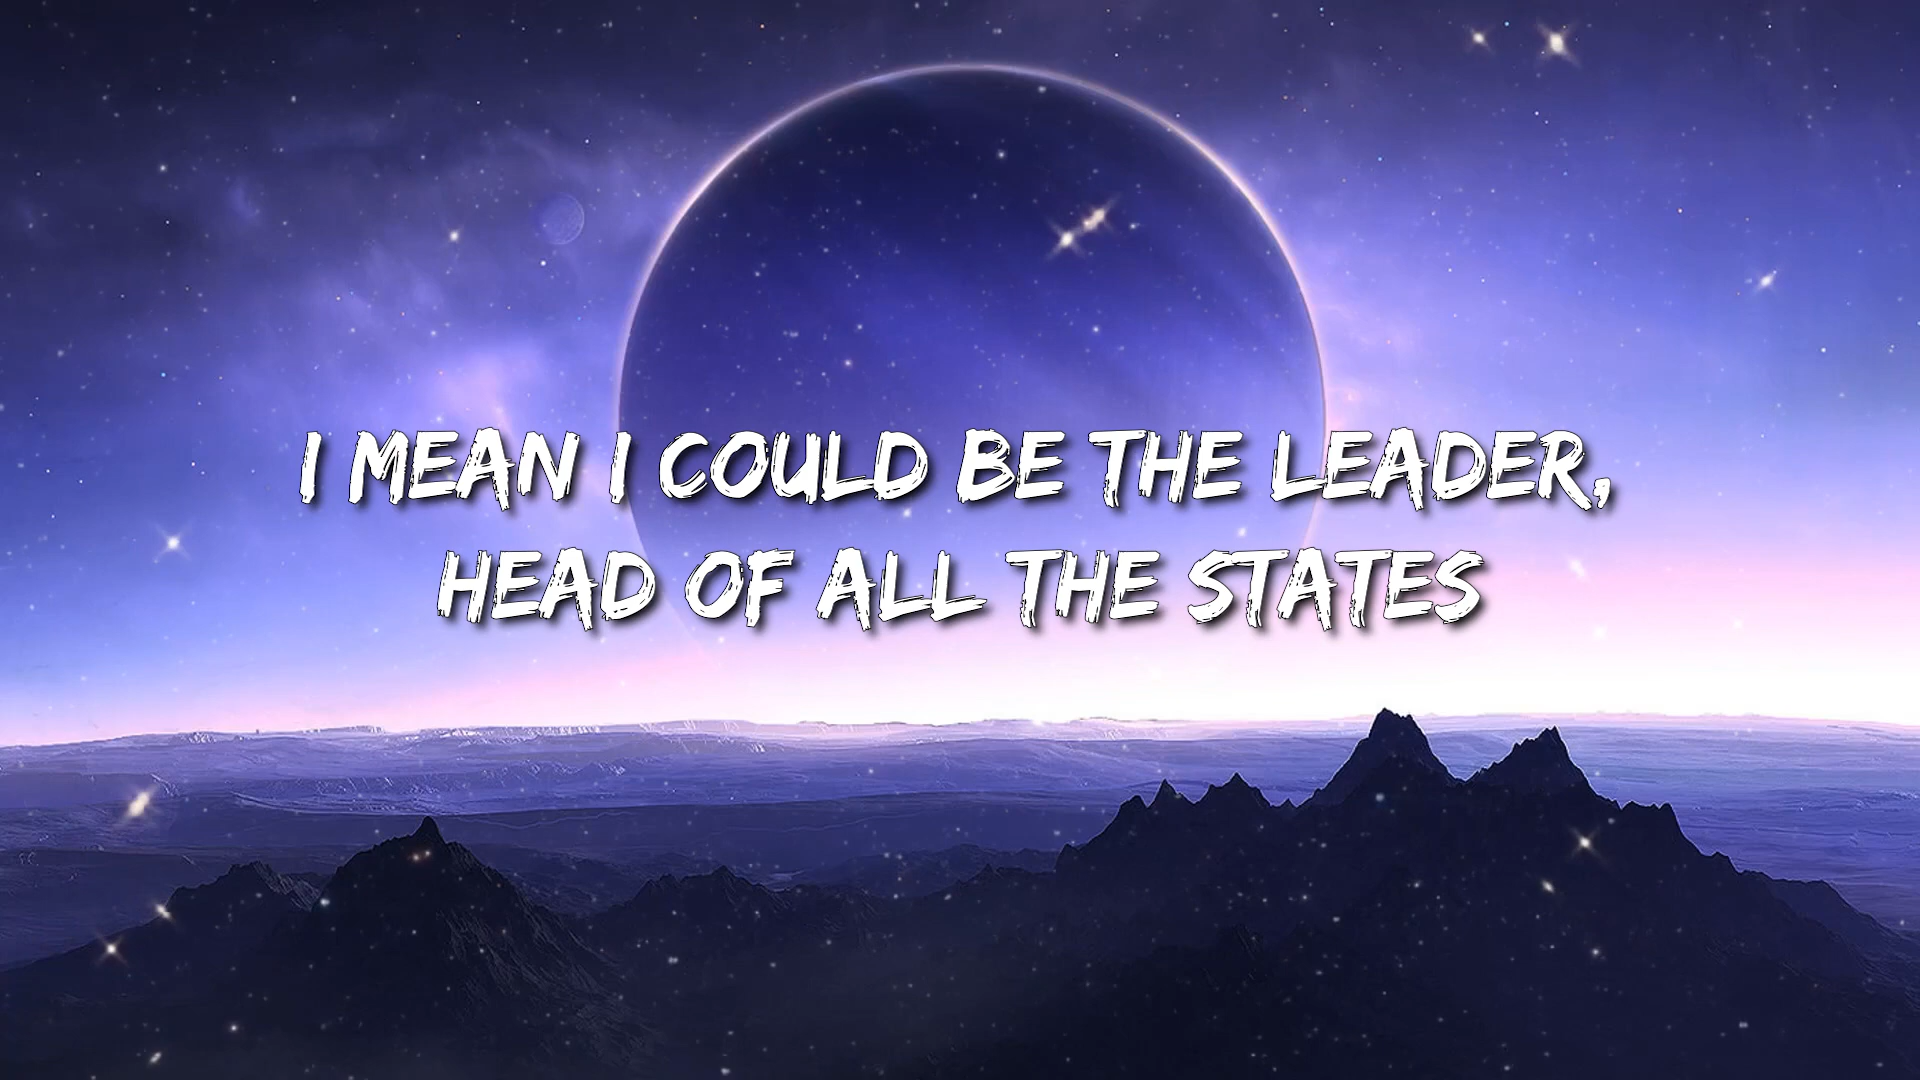 I MEAN I COULD BE THE LEADER,
HEAD OF ALL THE STATES